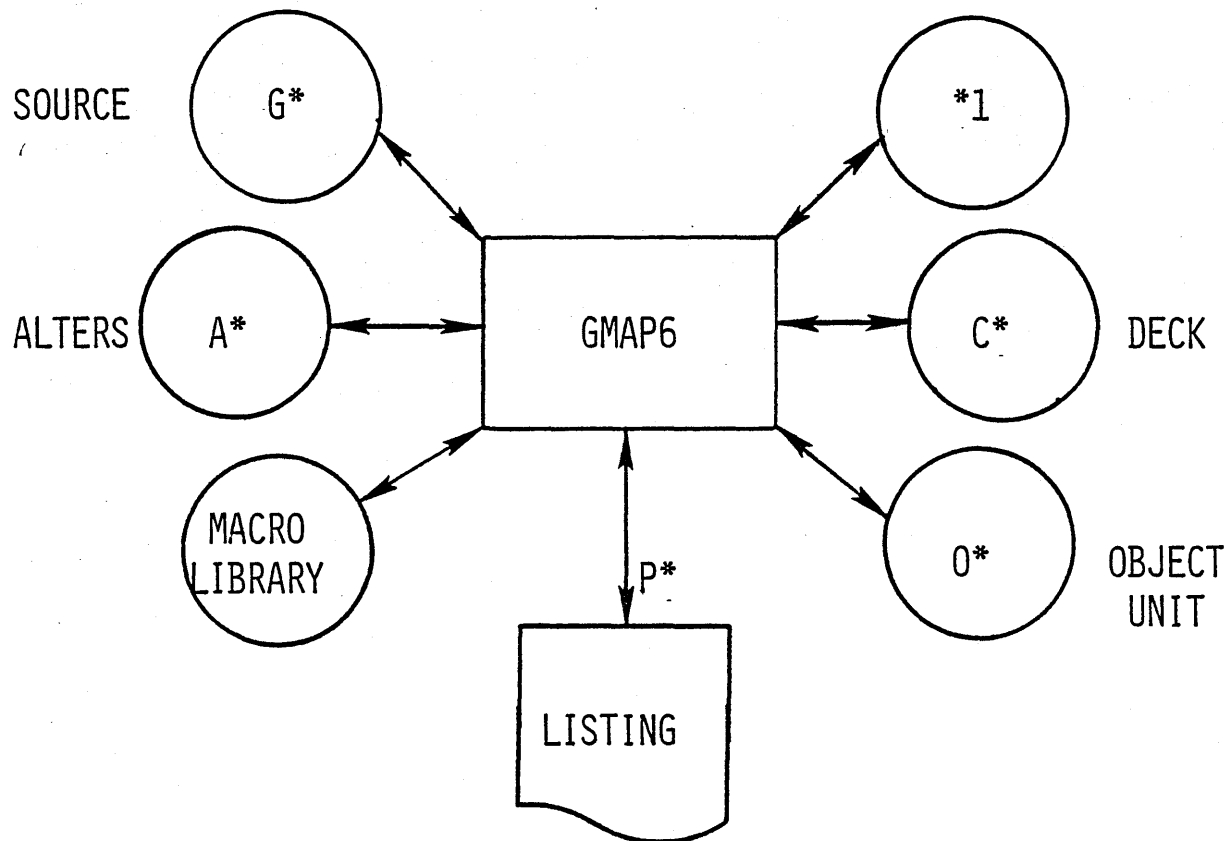 SOURCE
G*
*1
ALTERS
A*
GMAP6
C*
DECK
MACRO
LIBRARY
P*
O*
OBJECT
UNIT
LISTING